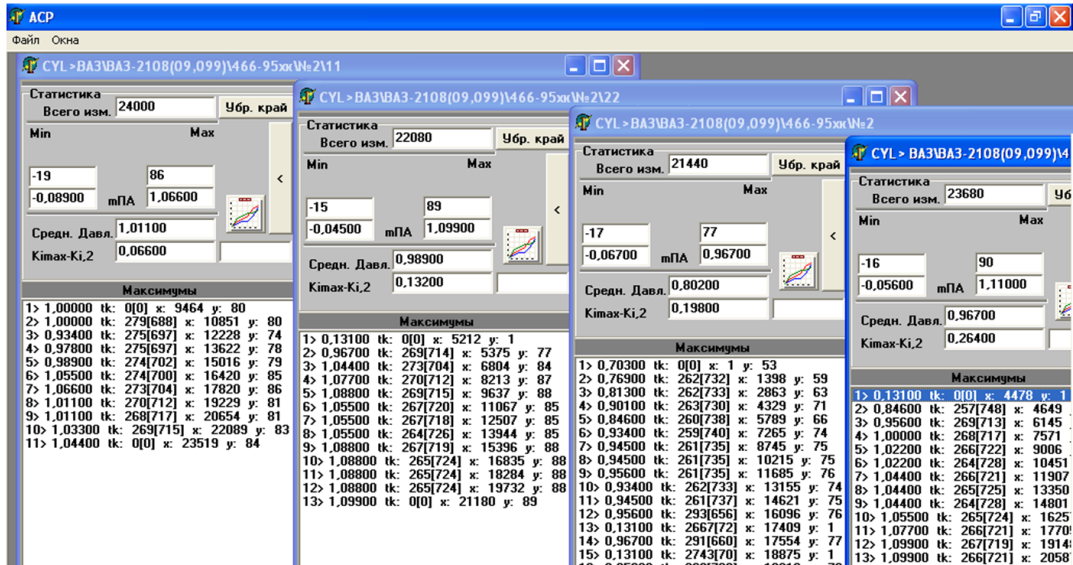 ACP
Файл Окна
CYL>ВАЗ\ВАЗ-2108(09,099)\466-95хк\№2\11
Статистика
Всего изм. 24000
Убр. край
Min Max
-19 86
-0,08900 мПА 1,06600
<
Средн. Давл. 1,01100
Kimax-Ki,2 0,06600
Максимумы
1> 1,00000 tk: 0[0] x: 9464 y: 80
2> 1,00000 tk: 279[688] x: 10851 y: 80
3> 0,93400 tk: 275[697] x: 12228 y: 74
4> 0,97800 tk: 275[697] x: 13622 y: 78
5> 0,98900 tk: 274[702] x: 15016 y: 79
6> 1,05500 tk: 274[700] x: 16420 y: 85
7> 1,06600 tk: 273[704] x: 17820 y: 86
8> 1,01100 tk: 270[712] x: 19229 y: 81
9> 1,01100 tk: 268[717] x: 20654 y: 81
10> 1,03300 tk: 269[715] x: 22089 y: 83
11> 1,04400 tk: 0[0] x: 23519 y: 84
CYL>ВАЗ\ВАЗ-2108(09,099)\466-95хк\№2\22
Статистика
Всего изм. 22080
Убр. край
Min Max
-15 89
-0,04500 мПА 1,09900
<
Средн. Давл. 0,98900
Kimax-Ki,2 0,13200
Максимумы
1> 0,13100 tk: 0[0] x: 5212 y: 1
2> 0,96700 tk: 269[714] x: 5375 y: 77
3> 1,04400 tk: 273[704] x: 6804 y: 84
4> 1,07700 tk: 270[712] x: 8213 y: 87
5> 1,08800 tk: 269[715] x: 9637 y: 88
6> 1,05500 tk: 267[720] x: 11067 y: 85
7> 1,05500 tk: 267[718] x: 12507 y: 85
8> 1,05500 tk: 264[726] x: 13944 y: 85
9> 1,08800 tk: 267[719] x: 15396 y: 88
10> 1,08800 tk: 265[724] x: 16835 y: 88
11> 1,08800 tk: 265[724] x: 18284 y: 88
12> 1,08800 tk: 265[724] x: 19732 y: 88
13> 1,09900 tk: 0[0] x: 21180 y: 89
CYL>ВАЗ\ВАЗ-2108(09,099)\466-95хк\№2
Статистика
Всего изм. 21440
Убр. край
Min Max
-17 77
-0,06700 мПА 0,96700
<
Средн. Давл. 0,80200
Kimax-Ki,2 0,19800
Максимумы
1> 0,70300 tk: 0[0] x: 1 y: 53
2> 0,76900 tk: 262[732] x: 1398 y: 59
3> 0,81300 tk: 262[733] x: 2863 y: 63
4> 0,90100 tk: 263[730] x: 4329 y: 71
5> 0,84600 tk: 260[738] x: 5789 y: 66
6> 0,93400 tk: 259[740] x: 7265 y: 74
7> 0,94500 tk: 261[735] x: 8745 y: 75
8> 0,94500 tk: 261[735] x: 10215 y: 75
9> 0,95600 tk: 261[735] x: 11685 y: 76
10> 0,93400 tk: 262[733] x: 13155 y: 74
11> 0,94500 tk: 261[737] x: 14621 y: 75
12> 0,95600 tk: 293[656] x: 16096 y: 76
13> 0,13100 tk: 2667[72] x: 17409 y: 1
14> 0,96700 tk: 291[660] x: 17554 y: 77
15> 0,13100 tk: 2743[70] x: 18875 y: 1
CYL> ВАЗ\ВАЗ-2108(09,099)\4
Статистика
Всего изм. 23680
Уб
Min Max
-16 90
-0,05600 мПА 1,11000
Средн. Давл. 0,96700
Kimax-Ki,2 0,26400
Максимумы
1> 0,13100 tk: 0[0] x: 4478 y: 1
2> 0,84600 tk: 257[748] x: 4649
3> 0,95600 tk: 269[713] x: 6145
4> 1,00000 tk: 268[717] x: 7571
5> 1,02200 tk: 266[722] x: 9006
6> 1,02200 tk: 264[728] x: 10451
7> 1,04400 tk: 266[721] x: 11907
8> 1,04400 tk: 265[725] x: 13350
9> 1,04400 tk: 264[728] x: 14801
10> 1,05500 tk: 265[724] x: 1625
11> 1,07700 tk: 266[721] x: 1770
12> 1,09900 tk: 267[719] x: 1914
13> 1,09900 tk: 266[721] x: 2058